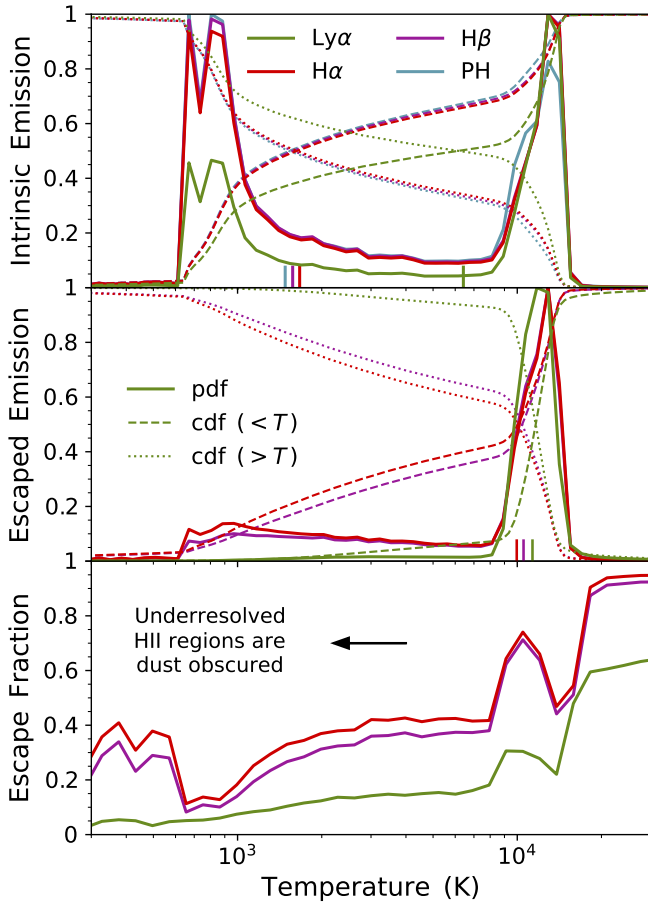 1
0.8
0.6
0.4
0.2
Intrinsic Emission
Lyα
Hα
Hβ
PH
1
0.8
0.6
0.4
0.2
Escaped Emission
pdf
cdf (<T)
cdf (>T)
1
0.8
0.6
0.4
0.2
0
Escape Fraction
Underresolved
HII regions are
dust obscured
10³
10⁴
Temperature (K)